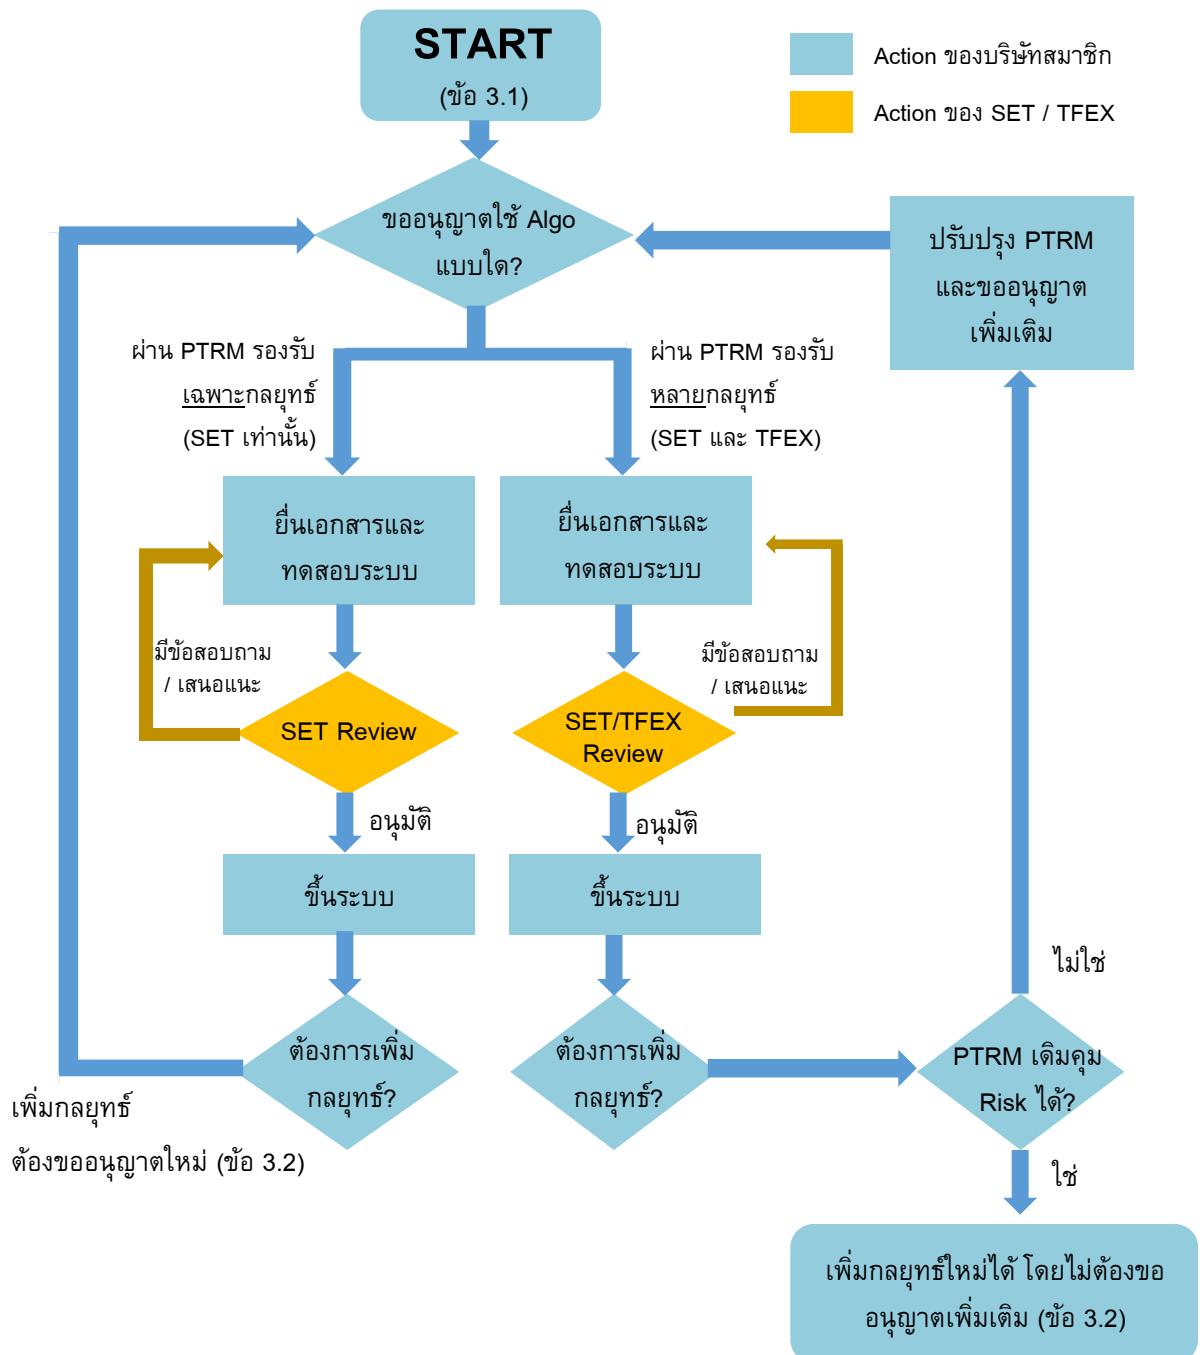 START
(ข้อ 3.1)
Action ของบริษัทสมาชิก
Action ของ SET / TFEX
ขออนุญาตใช้ Algo
แบบใด?
ปรับปรุง PTRM
และขออนุญาต
เพิ่มเติม
ผ่าน PTRM รองรับ
เฉพาะกลยุทธ์
(SET เท่านั้น)
ผ่าน PTRM รองรับ
หลายกลยุทธ์
(SET และ TFEX)
ยื่นเอกสารและ
ทดสอบระบบ
ยื่นเอกสารและ
ทดสอบระบบ
มีข้อสอบถาม
/ เสนอแนะ
มีข้อสอบถาม
/ เสนอแนะ
SET Review
SET/TFEX
Review
อนุมัติ
อนุมัติ
ขึ้นระบบ
ขึ้นระบบ
ไม่ใช่
ต้องการเพิ่ม
กลยุทธ์?
ต้องการเพิ่ม
กลยุทธ์?
PTRM เดิมคุม
Risk ได้?
เพิ่มกลยุทธ์
ต้องขออนุญาตใหม่ (ข้อ 3.2)
ใช่
เพิ่มกลยุทธ์ใหม่ได้ โดยไม่ต้องขอ
อนุญาตเพิ่มเติม (ข้อ 3.2)